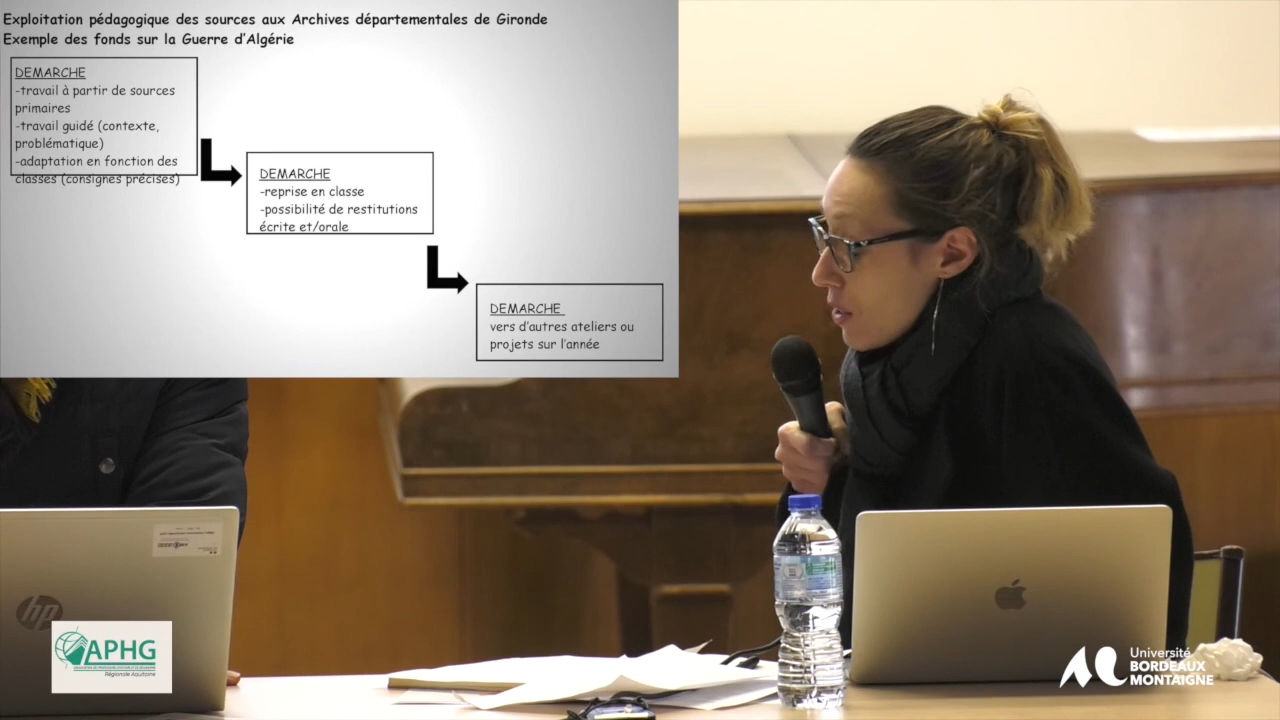 Exploitation pédagogique des sources aux Archives départementales de Gironde
Exemple des fonds sur la Guerre d'Algérie
DEMARCHE
-travail à partir de sources
primaires
-travail guidé (contexte,
problématique)
-adaptation en fonction des
classes (consignes précises)
DEMARCHE
-reprise en classe
-possibilité de restitutions
écrite et/orale
DEMARCHE
vers d'autres ateliers ou
projets sur l'année
hp
APHG
Régionale Aquitaine
Université
BORDEAUX
MONTAIGNE